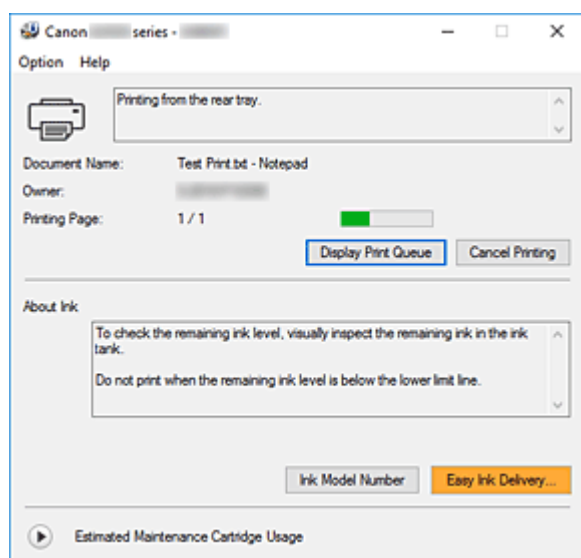 Canon series -
Option Help
Printing from the rear tray.
Document Name: Test Print.txt - Notepad
Owner:
Printing Page: 1 / 1
Display Print Queue Cancel Printing
About Ink
To check the remaining ink level, visually inspect the remaining ink in the ink
tank.
Do not print when the remaining ink level is below the lower limit line.
Ink Model Number Easy Ink Delivery...
Estimated Maintenance Cartridge Usage